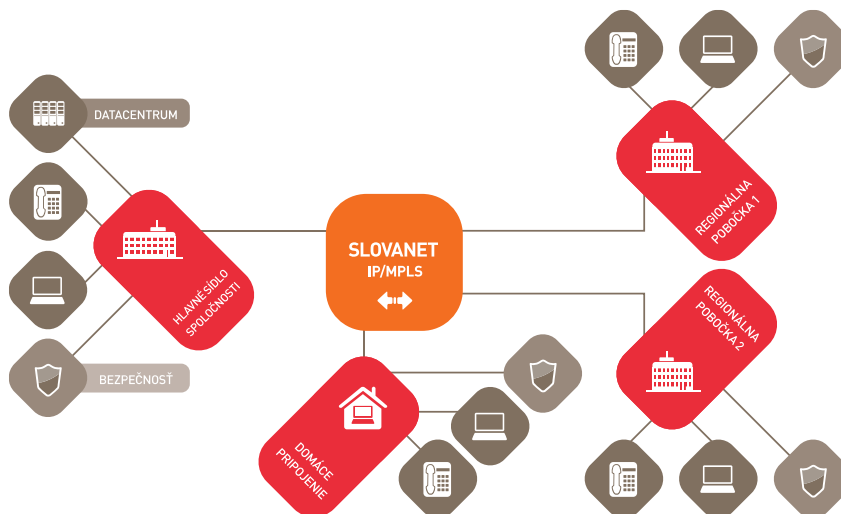 DATACENTRUM
HLAVNÉ SÍDLO
SPOLOČNOSTI
BEZPEČNOSŤ
SLOVANET
IP/MPLS
DOMÁCE
PRIPOJENIE
REGIONÁLNA
POBOČKA 1
REGIONÁLNA
POBOČKA 2